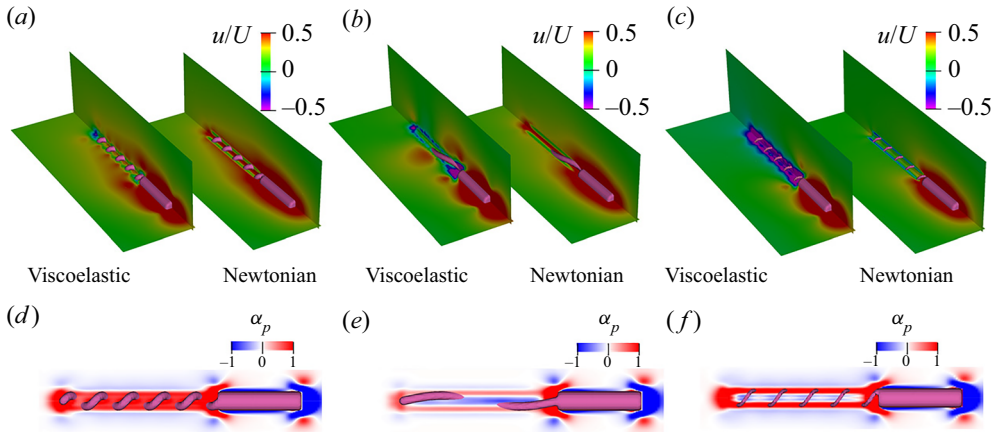 (a)
u/U
0.5
0
–0.5
Viscoelastic
Newtonian
(b)
u/U
0.5
0
–0.5
Viscoelastic
Newtonian
(c)
u/U
0.5
0
–0.5
Viscoelastic
Newtonian
(d)
αp
–1 0 1
(e)
αp
–1 0 1
(f)
αp
–1 0 1